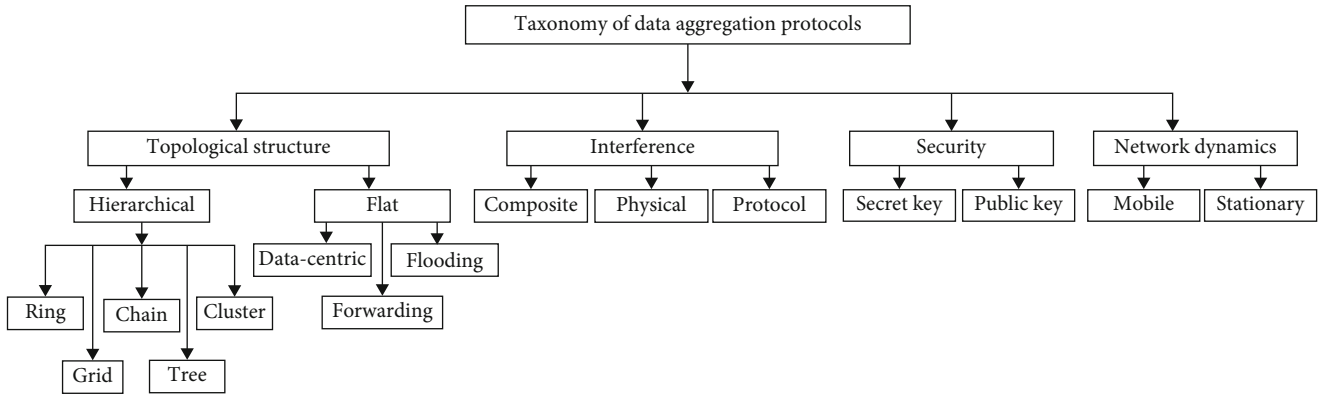 Taxonomy of data aggregation protocols
Topological structure
Interference
Security
Network dynamics
Hierarchical
Flat
Composite
Physical
Protocol
Secret key
Public key
Mobile
Stationary
Data-centric
Flooding
Ring
Chain
Cluster
Forwarding
Grid
Tree